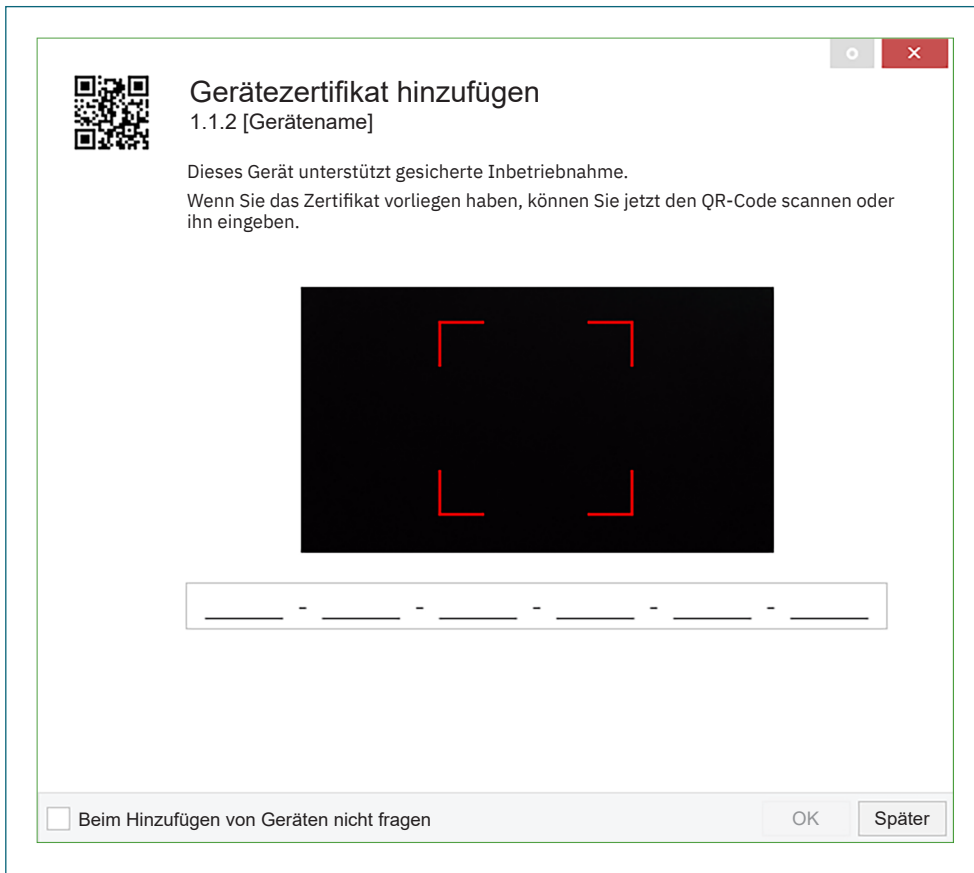 Gerätezertifikat hinzufügen
1.1.2 [Gerätename]
Dieses Gerät unterstützt gesicherte Inbetriebnahme.
Wenn Sie das Zertifikat vorliegen haben, können Sie jetzt den QR-Code scannen oder
ihn eingeben.
______ - ______ - ______ - ______ - ______ - ______
Beim Hinzufügen von Geräten nicht fragen
OK
Später